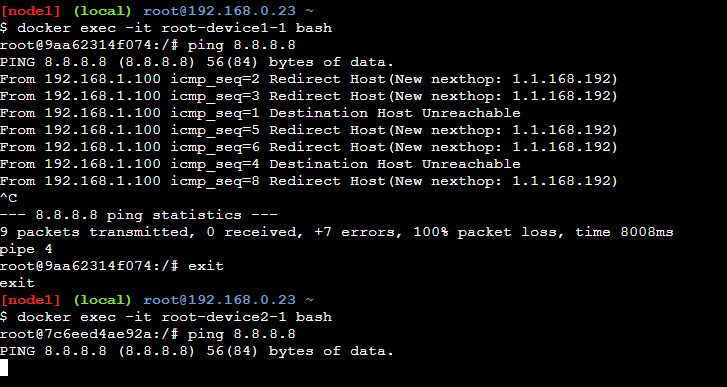 [node1] (local) root@192.168.0.23 ~
$ docker exec -it root-device1-1 bash
root@9aa62314f074:/# ping 8.8.8.8
PING 8.8.8.8 (8.8.8.8) 56(84) bytes of data.
From 192.168.1.100 icmp_seq=2 Redirect Host(New nexthop: 1.1.168.192)
From 192.168.1.100 icmp_seq=3 Redirect Host(New nexthop: 1.1.168.192)
From 192.168.1.100 icmp_seq=1 Destination Host Unreachable
From 192.168.1.100 icmp_seq=5 Redirect Host(New nexthop: 1.1.168.192)
From 192.168.1.100 icmp_seq=6 Redirect Host(New nexthop: 1.1.168.192)
From 192.168.1.100 icmp_seq=4 Destination Host Unreachable
From 192.168.1.100 icmp_seq=8 Redirect Host(New nexthop: 1.1.168.192)
^C
--- 8.8.8.8 ping statistics ---
9 packets transmitted, 0 received, +7 errors, 100% packet loss, time 8008ms
pipe 4
root@9aa62314f074:/# exit
exit
[node1] (local) root@192.168.0.23 ~
$ docker exec -it root-device2-1 bash
root@7c6eed4ae92a:/# ping 8.8.8.8
PING 8.8.8.8 (8.8.8.8) 56(84) bytes of data.